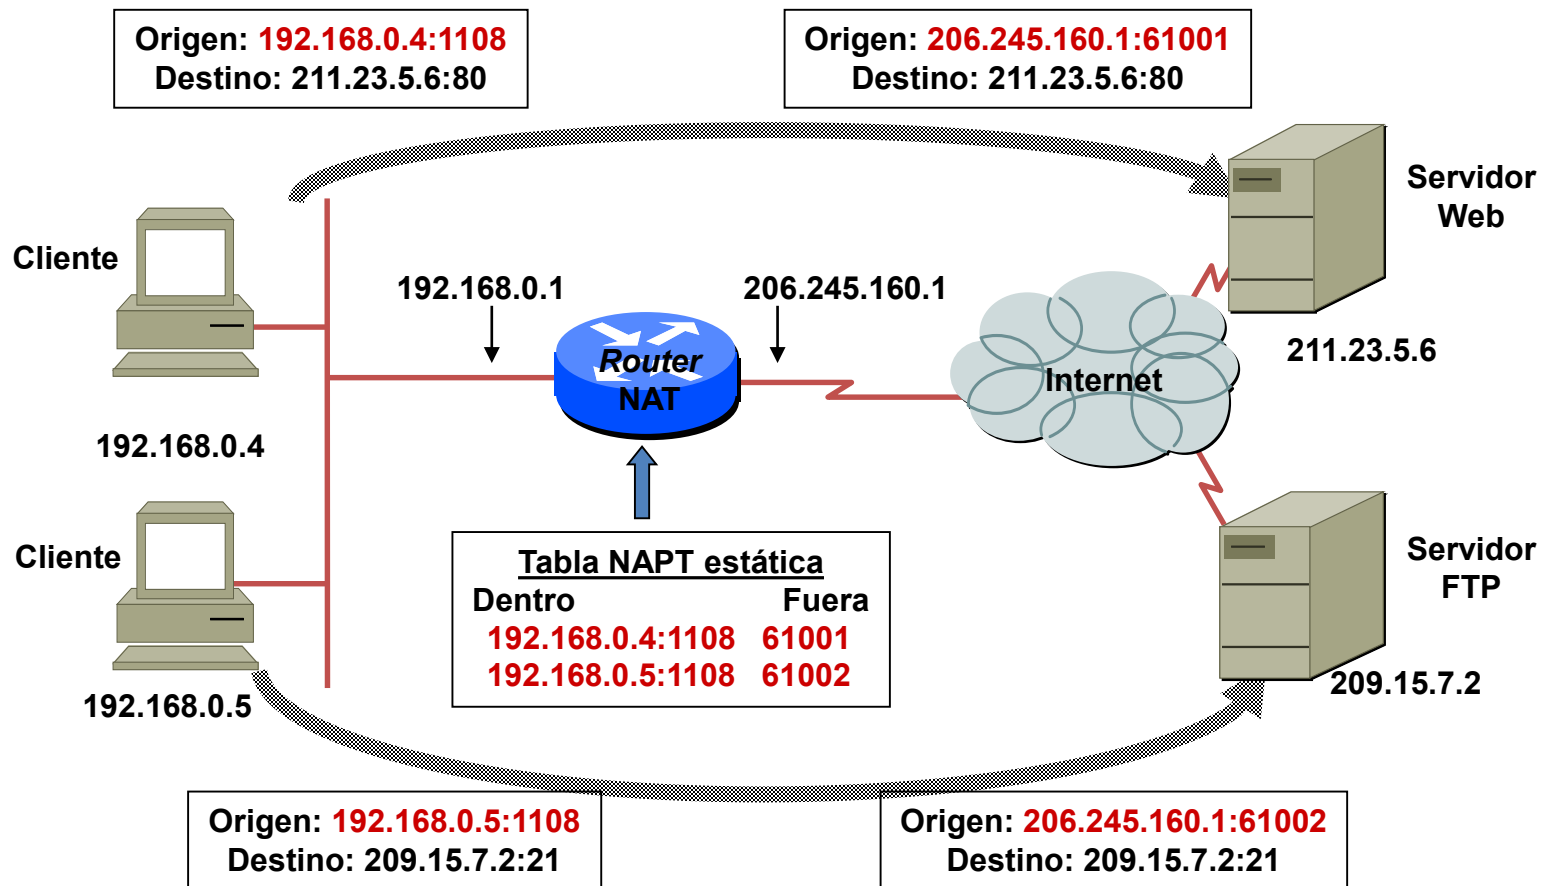 Origen: 192.168.0.4:1108
Destino: 211.23.5.6:80
Origen: 206.245.160.1:61001
Destino: 211.23.5.6:80
Servidor
Web
Cliente
192.168.0.1
206.245.160.1
211.23.5.6
Router
NAT
Internet
192.168.0.4
Cliente
Tabla NAPT estática
Dentro Fuera
192.168.0.4:1108 61001
192.168.0.5:1108 61002
Servidor
FTP
209.15.7.2
192.168.0.5
Origen: 192.168.0.5:1108
Destino: 209.15.7.2:21
Origen: 206.245.160.1:61002
Destino: 209.15.7.2:21